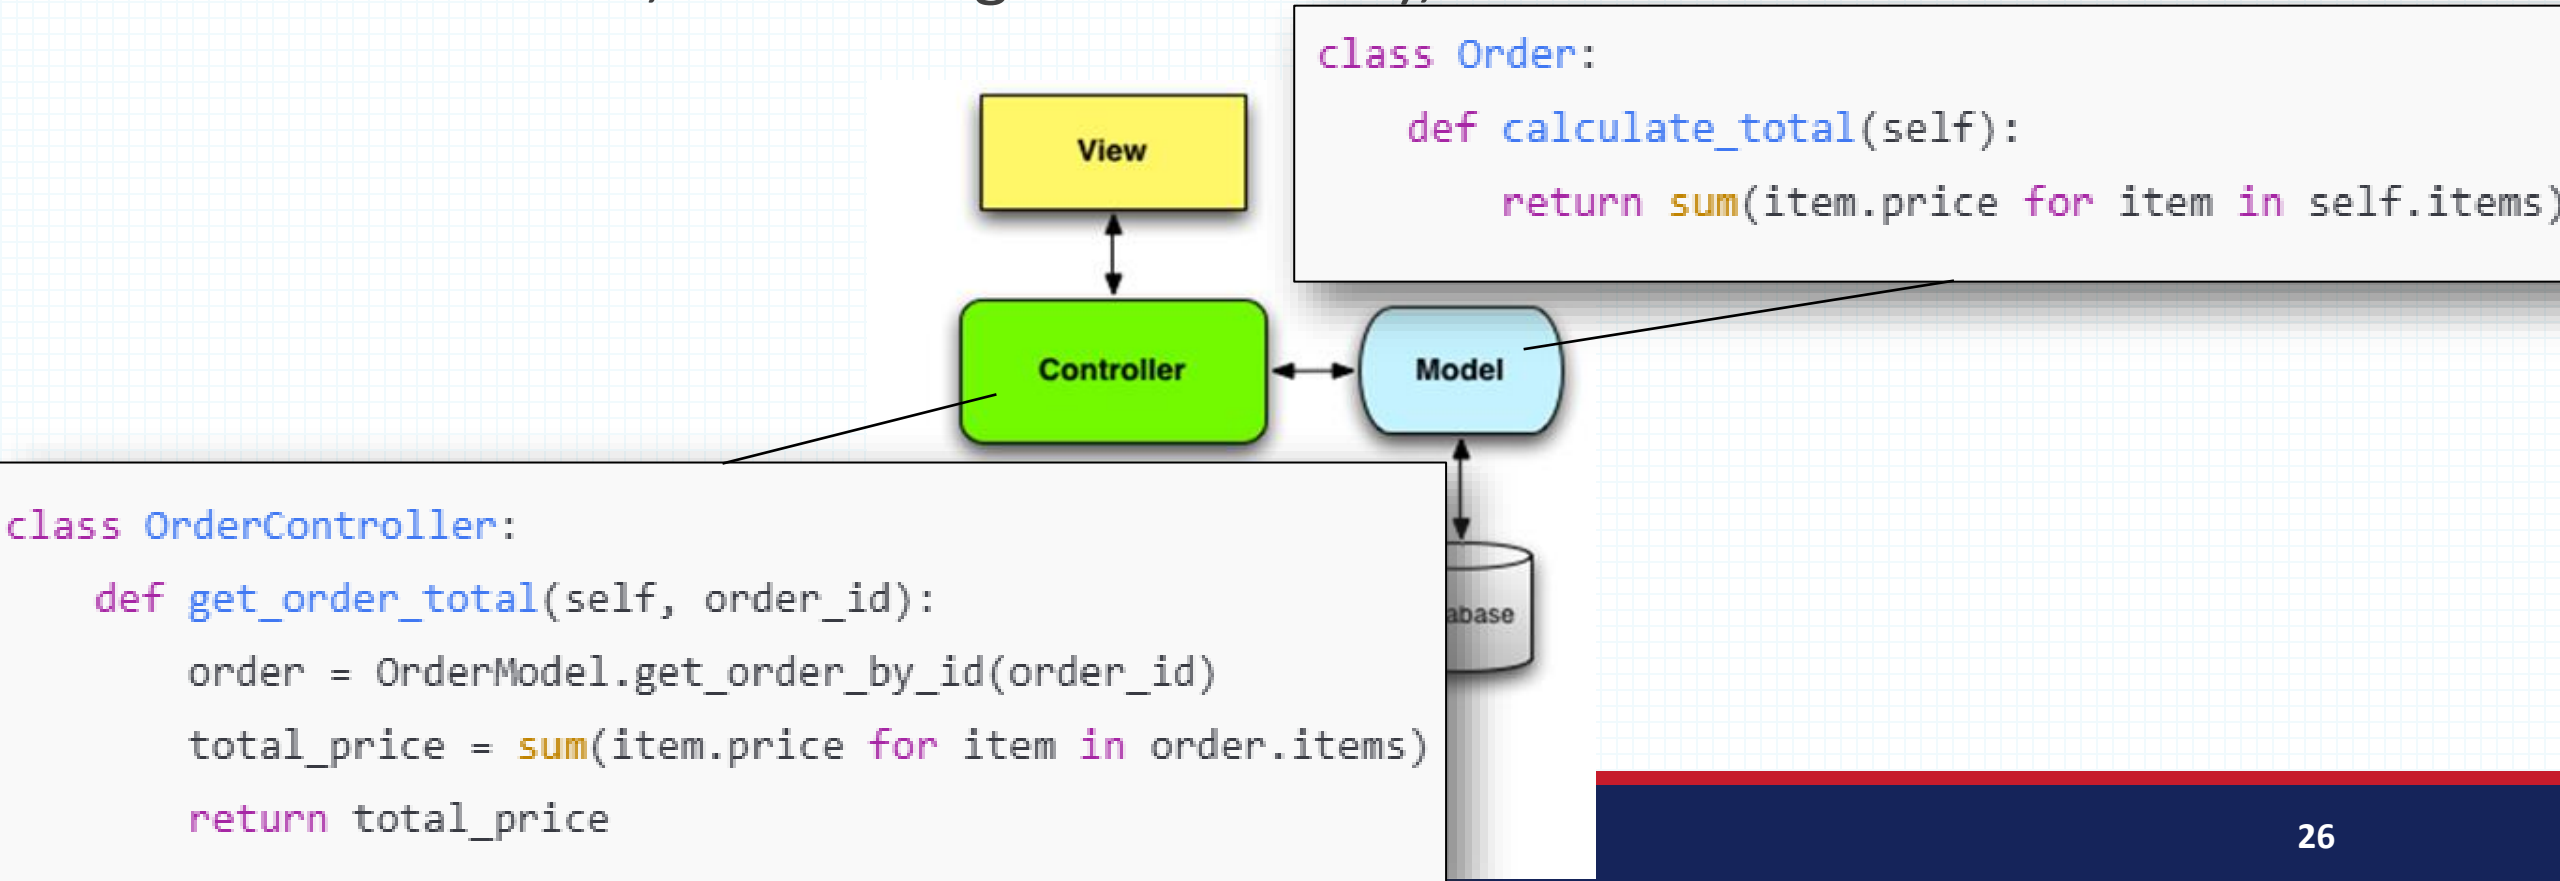 class Order:
    def calculate_total(self):
        return sum(item.price for item in self.items)
View
Controller
Model
class OrderController:
    def get_order_total(self, order_id):
        order = OrderModel.get_order_by_id(order_id)
        total_price = sum(item.price for item in order.items)
        return total_price
abase
26